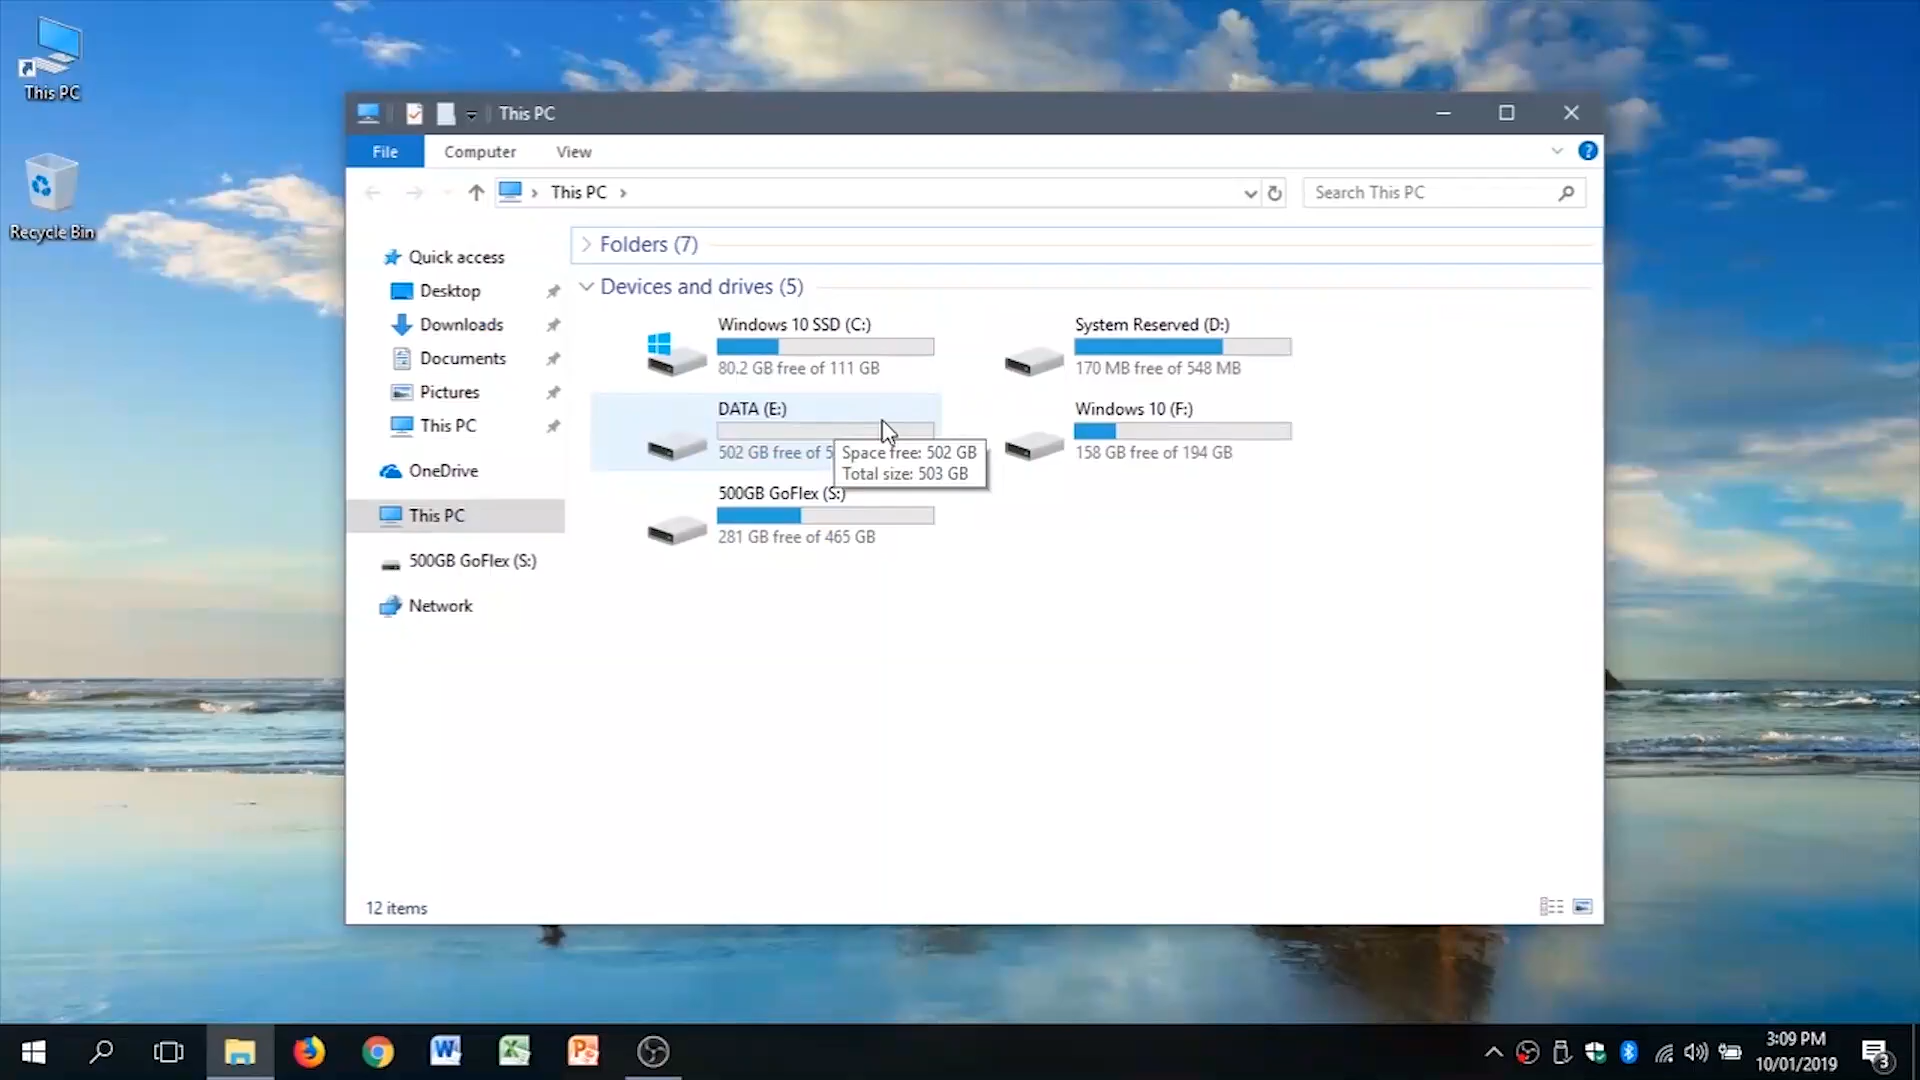 This PC
Recycle Bin
This PC
File
Computer
View
This PC
Search This PC
Quick access
Desktop
Downloads
Documents
Pictures
This PC
OneDrive
This PC
500GB GoFlex (S:)
Network
Folders (7)
Devices and drives (5)
Windows 10 SSD (C:)
80.2 GB free of 111 GB
System Reserved (D:)
170 MB free of 548 MB
DATA (E:)
502 GB free of 5
Space free: 502 GB
Total size: 503 GB
Windows 10 (F:)
158 GB free of 194 GB
500GB GoFlex (S:)
281 GB free of 465 GB
12 items
3:09 PM
10/01/2019
3